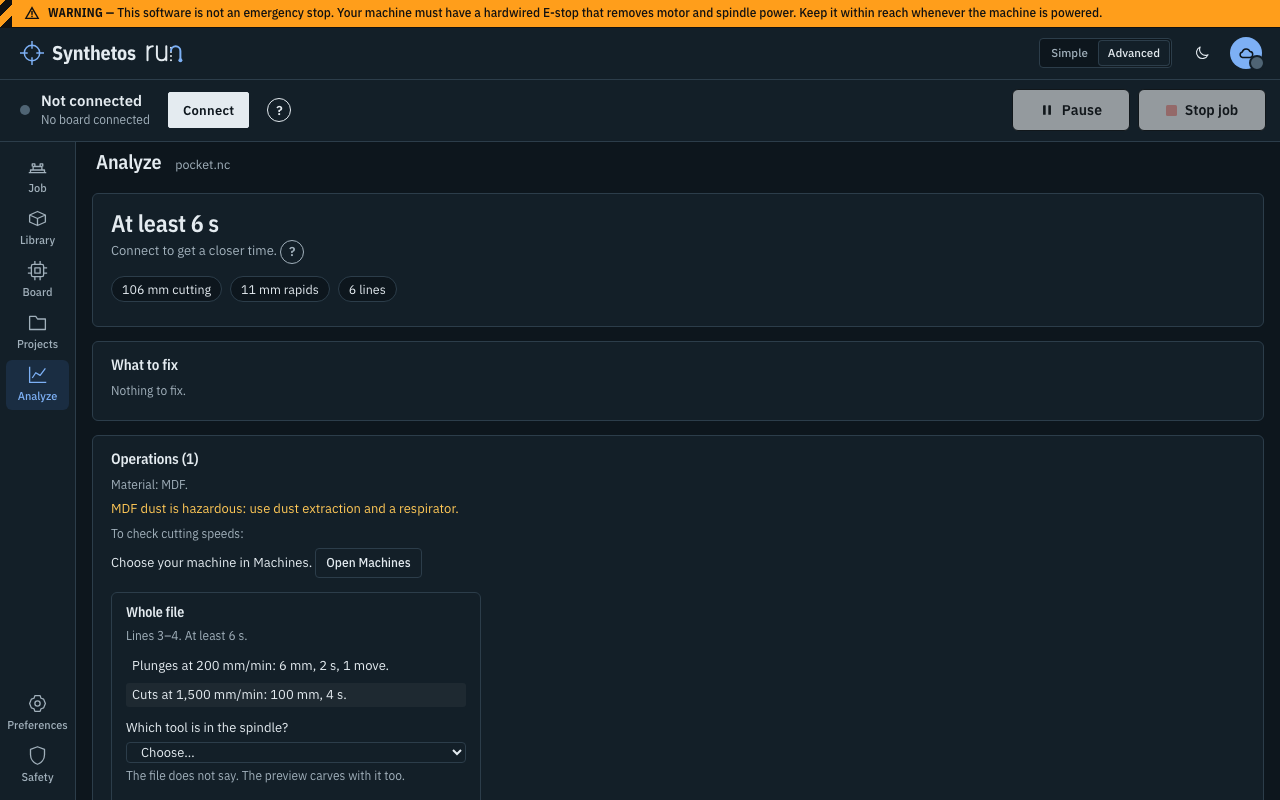 WARNING — This software is not an emergency stop. Your machine must have a hardwired E-stop that removes motor and spindle power. Keep it within reach whenever the machine is powered.
Synthetos run
Simple
Advanced
Not connected
No board connected
Connect
?
Pause
Stop job
Job
Library
Board
Projects
Analyze
Preferences
Safety
Analyze pocket.nc
At least 6 s
Connect to get a closer time. ?
106 mm cutting
11 mm rapids
6 lines
What to fix
Nothing to fix.
Operations (1)
Material: MDF.
MDF dust is hazardous: use dust extraction and a respirator.
To check cutting speeds:
Choose your machine in Machines. Open Machines
Whole file
Lines 3–4. At least 6 s.
Plunges at 200 mm/min: 6 mm, 2 s, 1 move.
Cuts at 1,500 mm/min: 100 mm, 4 s.
Which tool is in the spindle?
Choose...
The file does not say. The preview carves with it too.